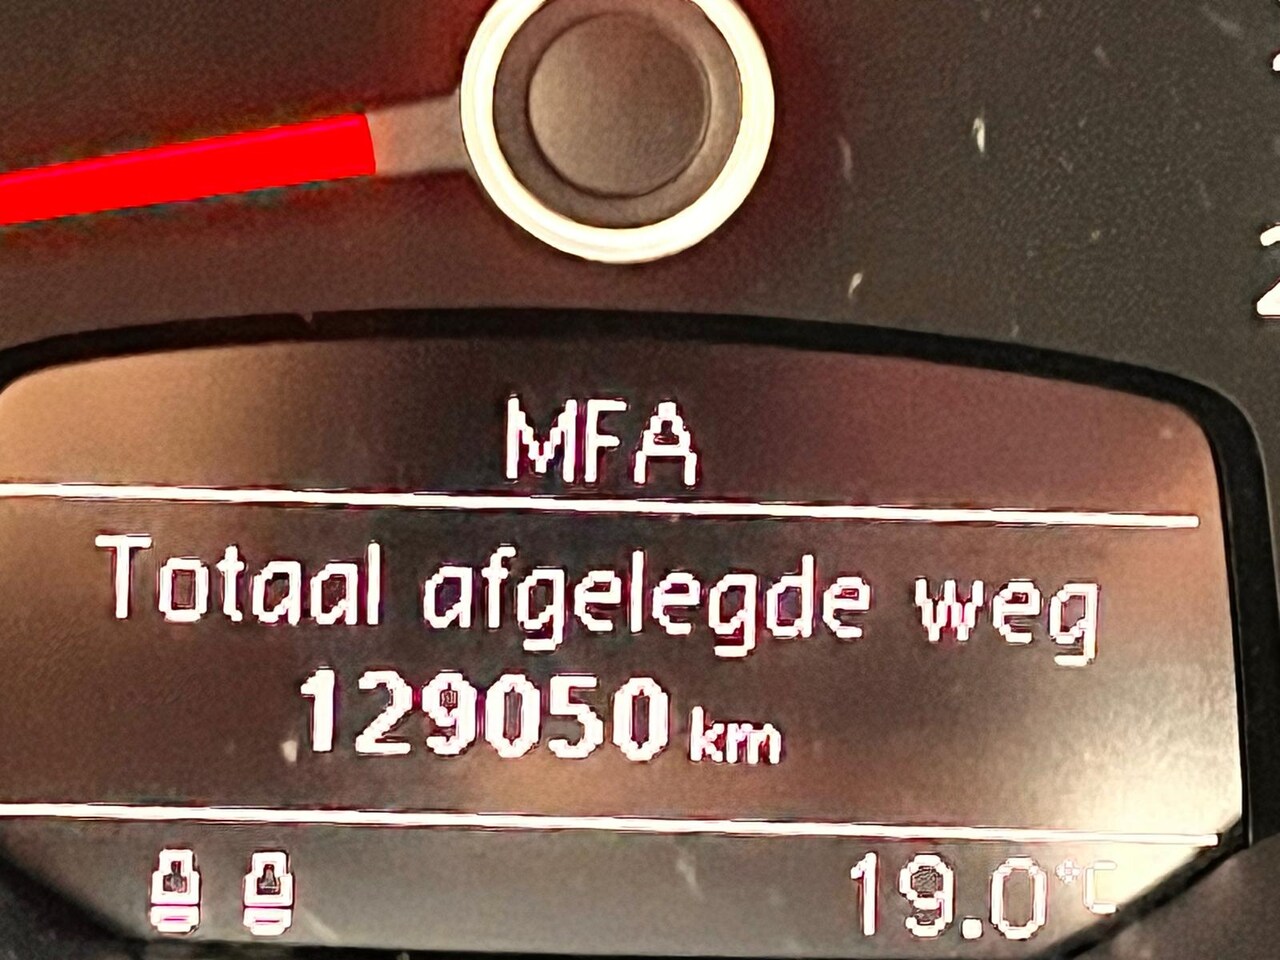 MFA
Totaal afgelegde weg
129050 km
19.0°C